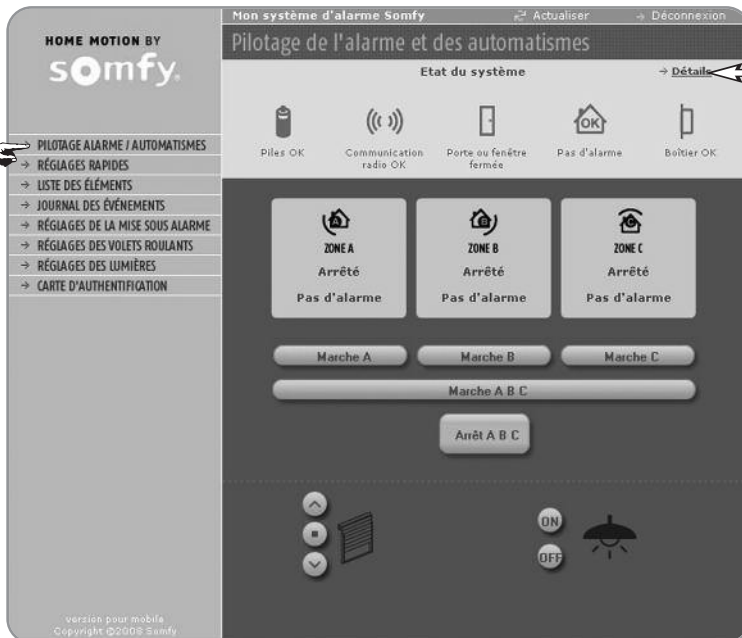 Mon système d'alarme Somfy
Actualiser
Déconnexion
HOME MOTION BY
somfy.
Pilotage de l'alarme et des automatismes
Etat du système
Détails
Piles OK
Communication
radio OK
Porte ou fenêtre
fermée
OK
Pas d'alarme
Boîtier OK
PILOTAGE ALARME / AUTOMATISMES
RÉGLAGES RAPIDES
LISTE DES ÉLÉMENTS
JOURNAL DES ÉVÉNEMENTS
RÉGLAGES DE LA MISE SOUS ALARME
RÉGLAGES DES VOLETS ROULANTS
RÉGLAGES DES LUMIÈRES
CARTE D'AUTHENTIFICATION
A
ZONE A
Arrêté
Pas d'alarme
B
ZONE B
Arrêté
Pas d'alarme
C
ZONE C
Arrêté
Pas d'alarme
Marche A
Marche B
Marche C
Marche A B C
Arrêt A B C
ON
OFF
version pour mobile
Copyright ©2008 Somfy